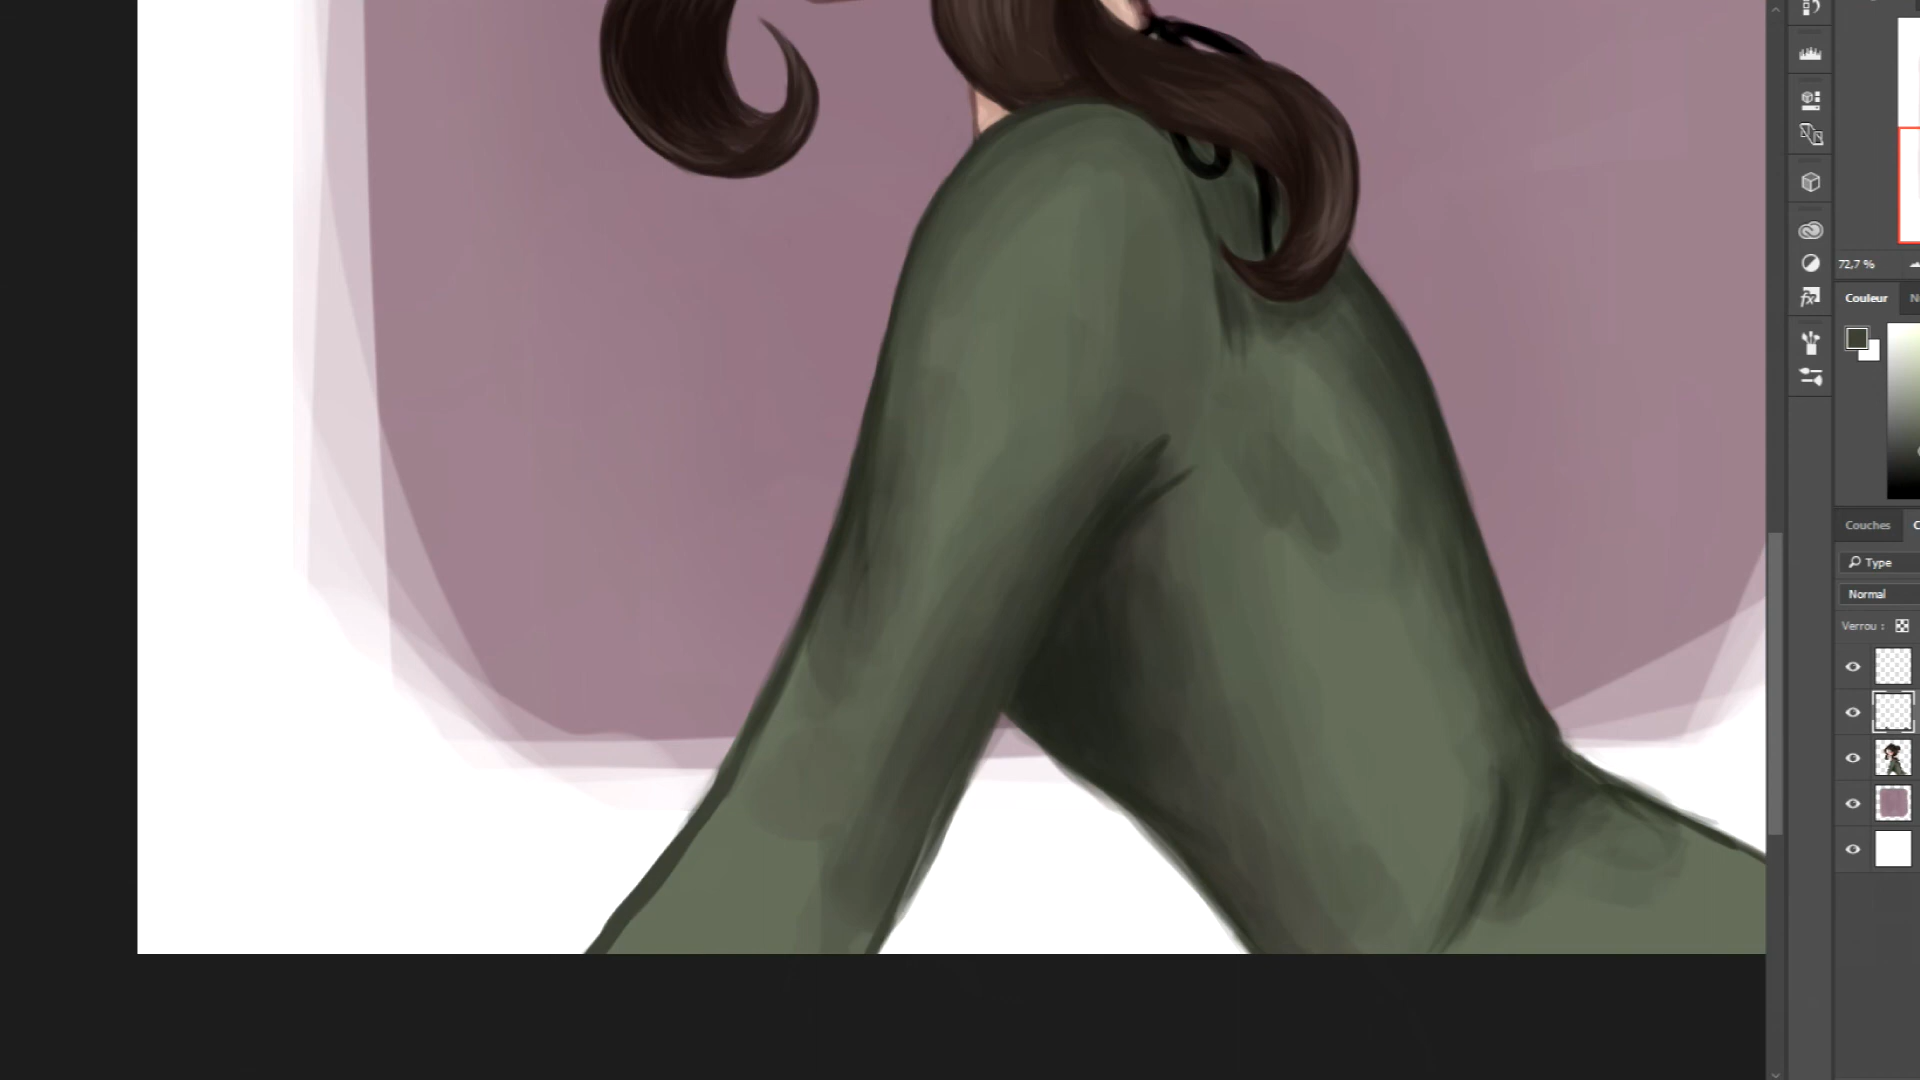 72,7 %
Couleur
Couches
Type
Normal
Verrou :